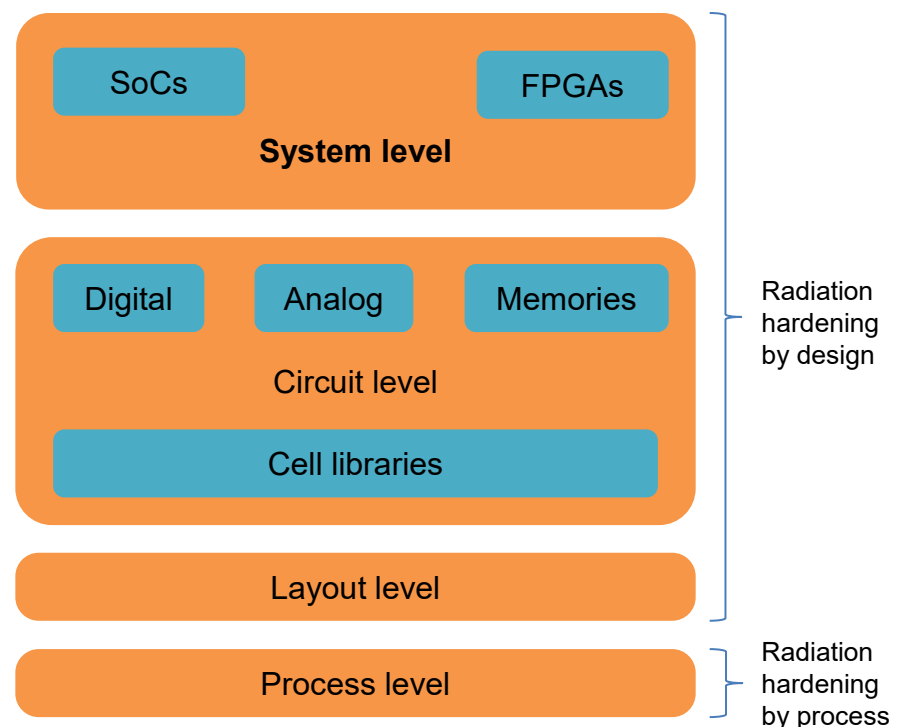 SoCs
FPGAs
System level
Digital
Analog
Memories
Circuit level
Cell libraries
Layout level
Process level
Radiation
hardening
by design
Radiation
hardening
by process